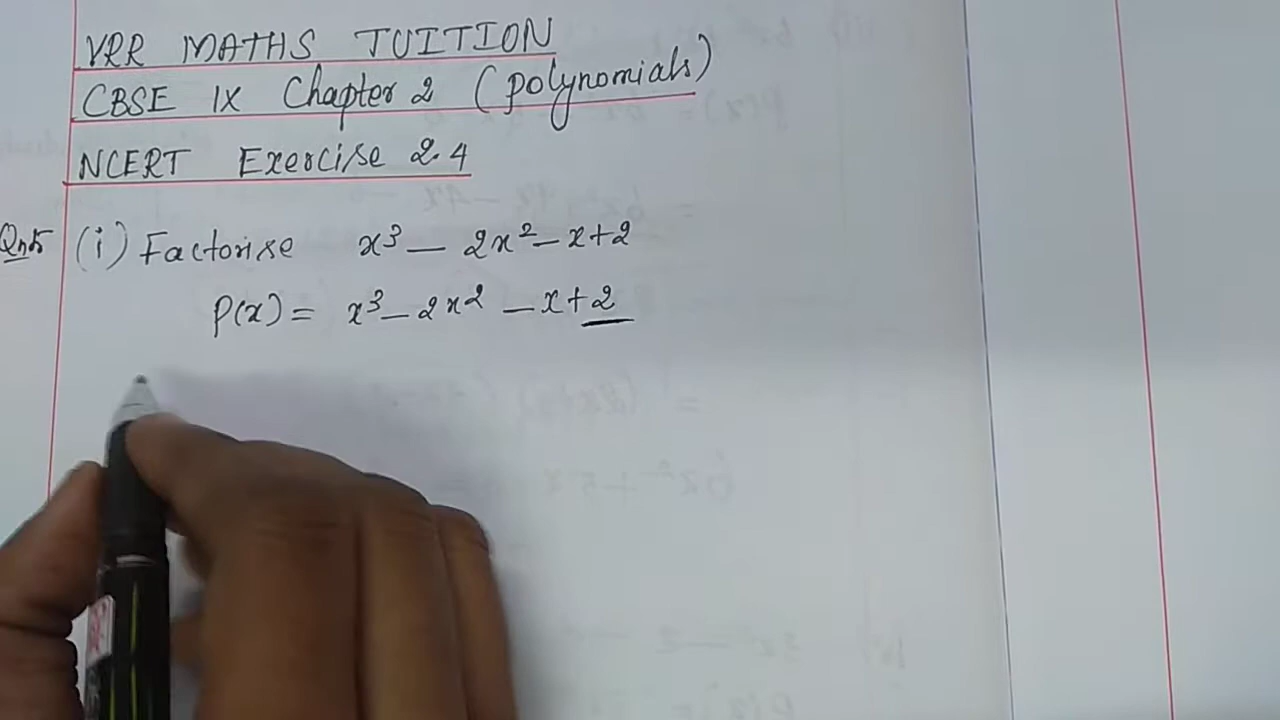 VRR MATHS TUITION
CBSE IX Chapter 2 (Polynomials)
NCERT Exercise 2.4
Qn5 (i) Factorise x³ – 2x² – x + 2
P(x) = x³ – 2x² – x + 2